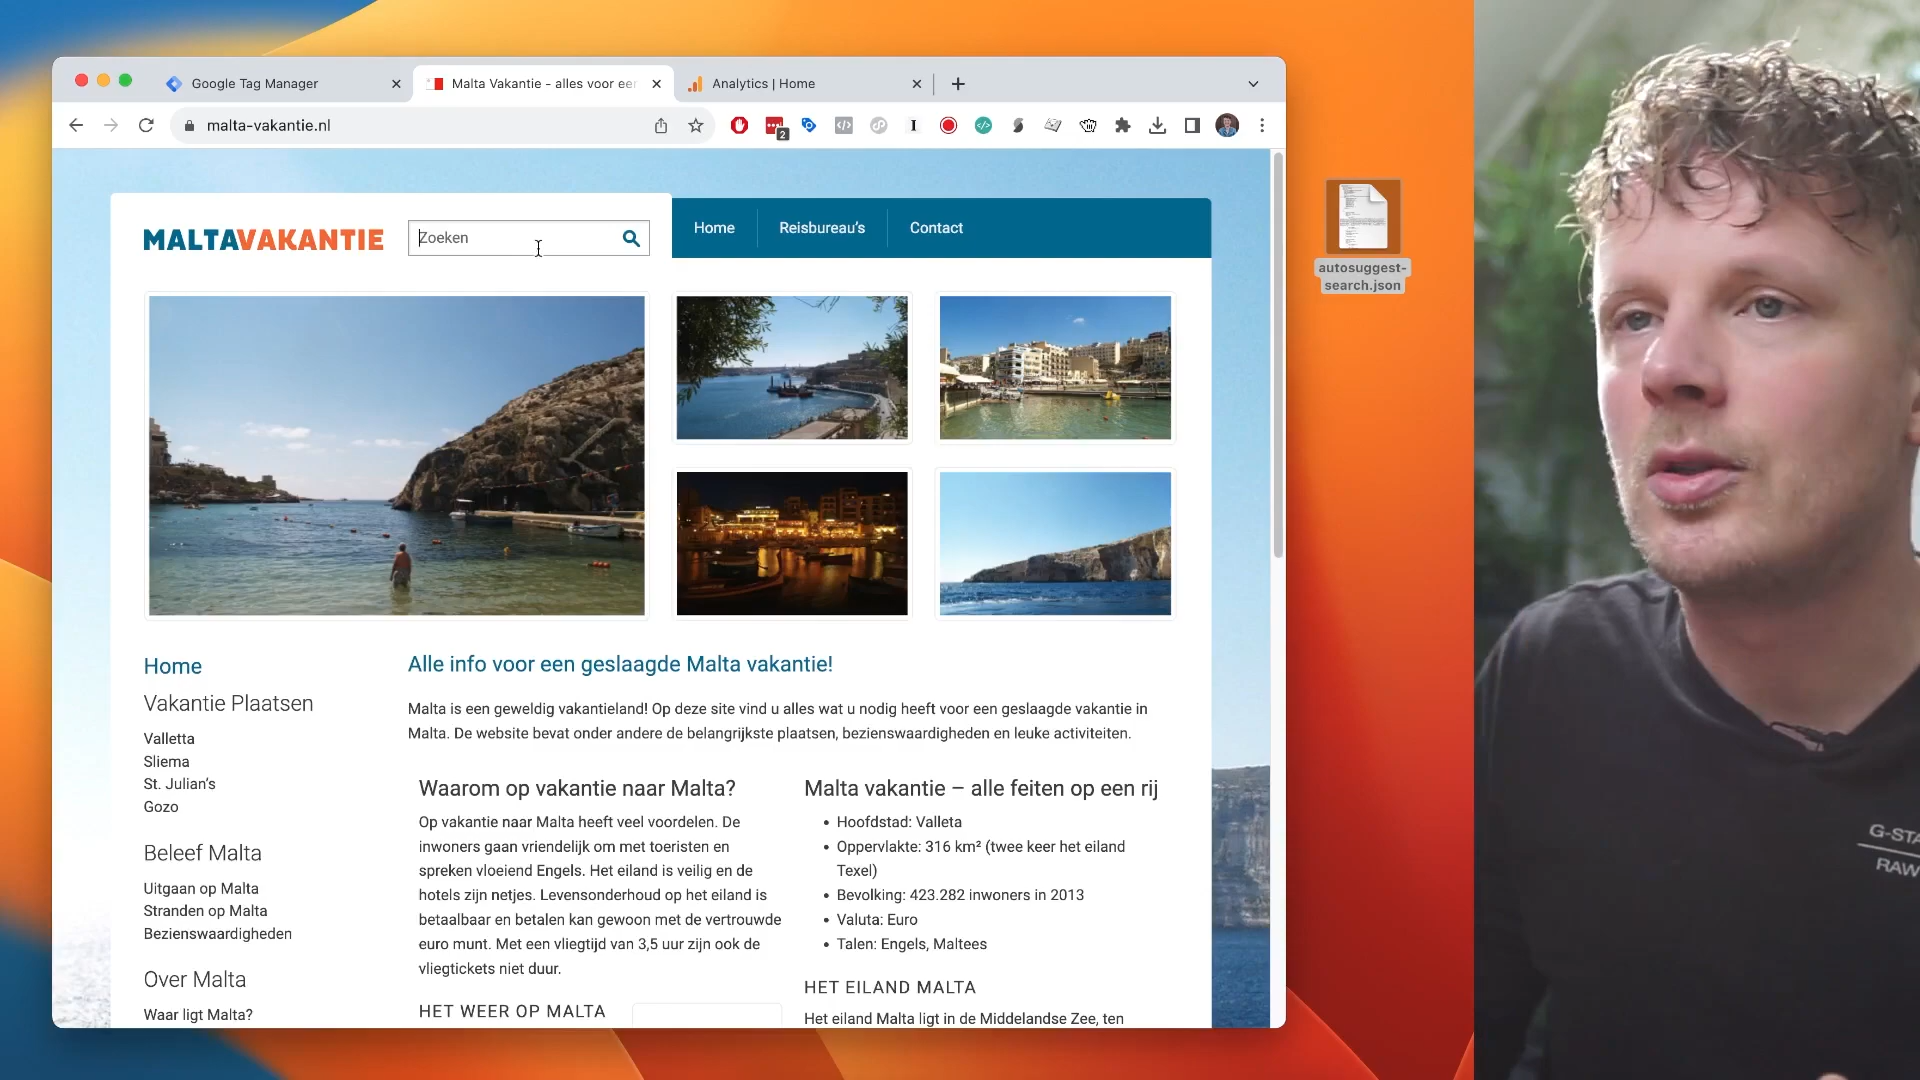 Google Tag Manager
Malta Vakantie - alles voor eer
Analytics | Home
malta-vakantie.nl
2
MALTAVAKANTIE
Zoeken
Home
Reisbureau's
Contact
autosuggest-
search.json
Home
Vakantie Plaatsen
Valletta
Sliema
St. Julian's
Gozo
Beleef Malta
Uitgaan op Malta
Stranden op Malta
Bezienswaardigheden
Over Malta
Waar ligt Malta?
Alle info voor een geslaagde Malta vakantie!
Malta is een geweldig vakantieland! Op deze site vind u alles wat u nodig heeft voor een geslaagde vakantie in
Malta. De website bevat onder andere de belangrijkste plaatsen, bezienswaardigheden en leuke activiteiten.
Waarom op vakantie naar Malta?
Op vakantie naar Malta heeft veel voordelen. De
inwoners gaan vriendelijk om met toeristen en
spreken vloeiend Engels. Het eiland is veilig en de
hotels zijn netjes. Levensonderhoud op het eiland is
betaalbaar en betalen kan gewoon met de vertrouwde
euro munt. Met een vliegtijd van 3,5 uur zijn ook de
vliegtickets niet duur.
HET WEER OP MALTA
Malta vakantie – alle feiten op een rij
• Hoofdstad: Valleta
• Oppervlakte: 316 km² (twee keer het eiland
Texel)
• Bevolking: 423.282 inwoners in 2013
• Valuta: Euro
• Talen: Engels, Maltees
HET EILAND MALTA
Het eiland Malta ligt in de Middelandse Zee, ten
G-STA
RAW